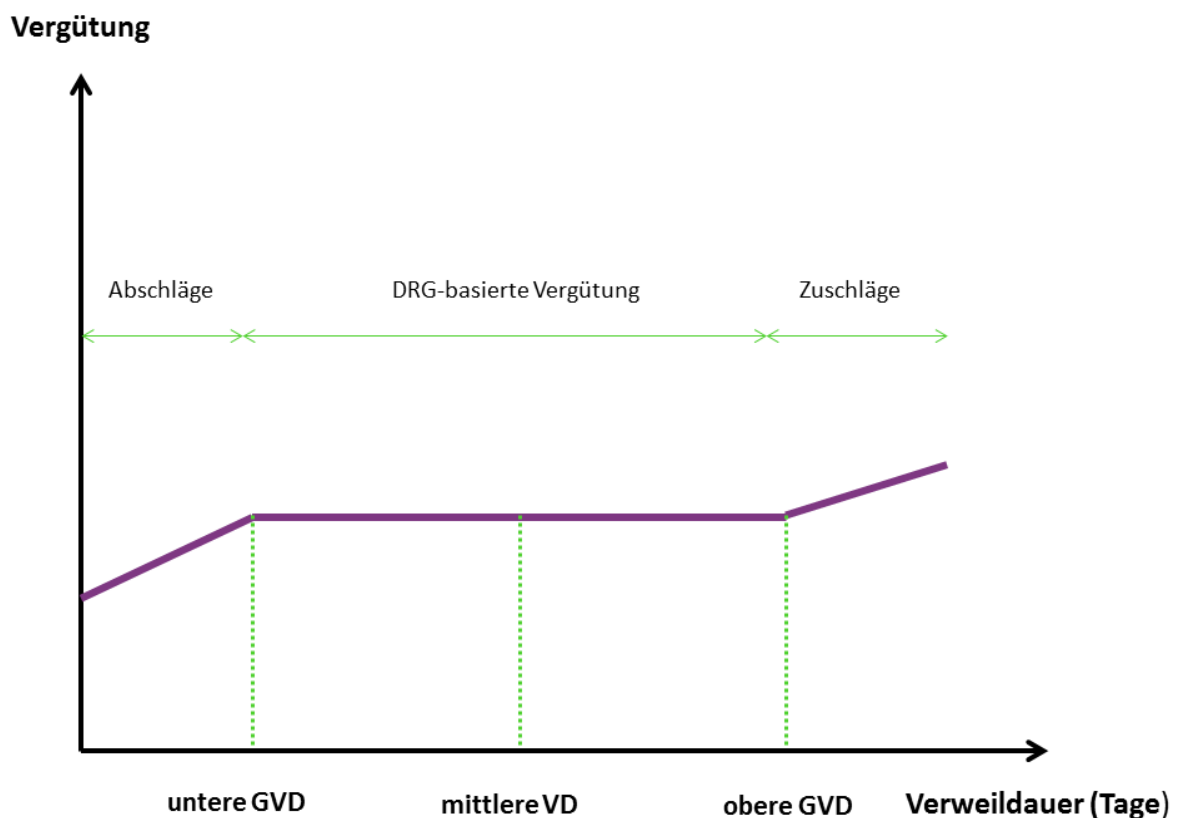 Vergütung
Abschläge
DRG-basierte Vergütung
Zuschläge
untere GVD
mittlere VD
obere GVD
Verweildauer (Tage)